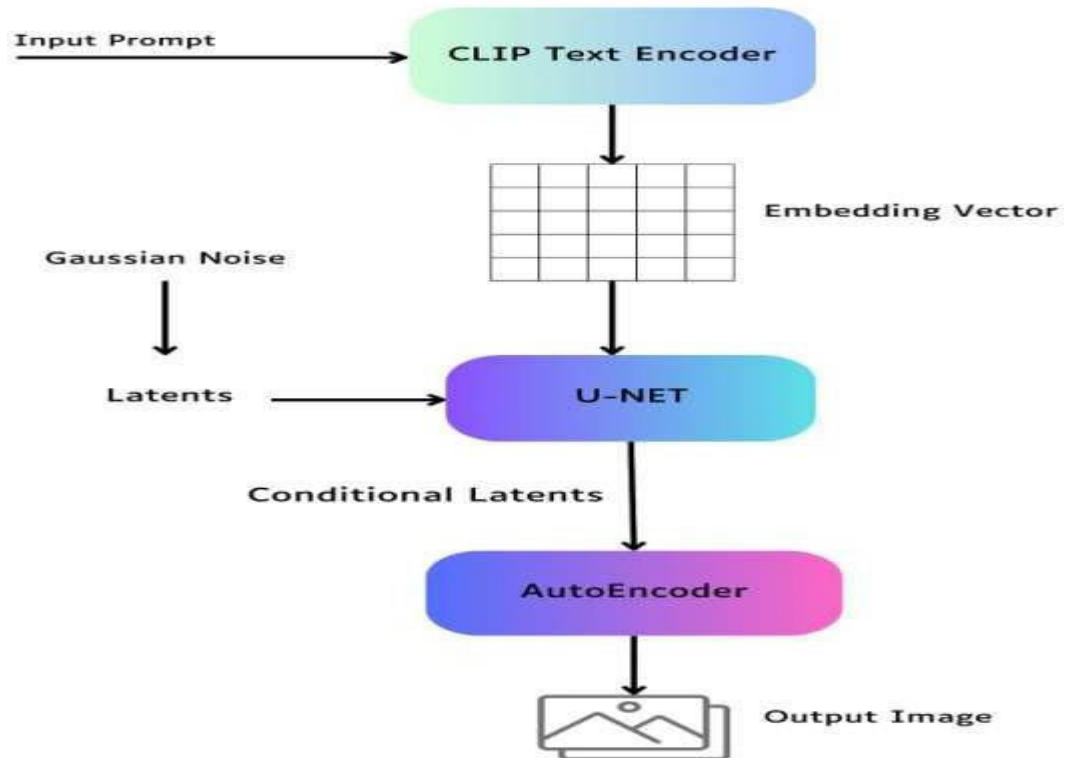 Input Prompt
CLIP Text Encoder
Embedding Vector
Gaussian Noise
Latents
U-NET
Conditional Latents
AutoEncoder
Output Image